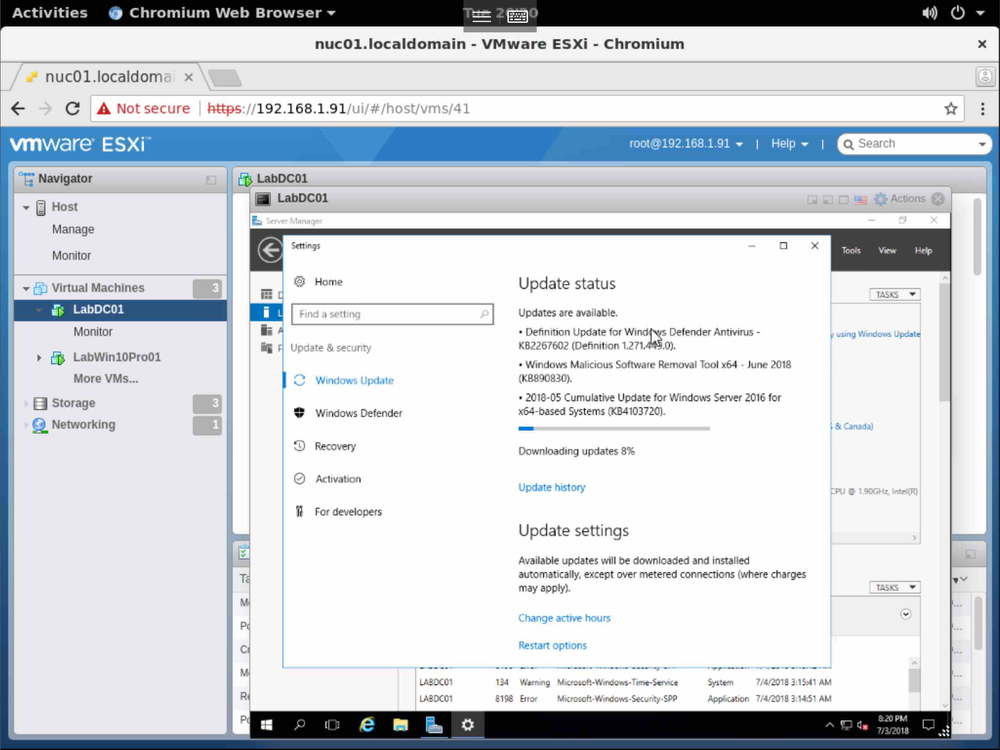 Activities Chromium Web Browser
nuc01.localdomain - VMware ESXi - Chromium
nuc01.localdomai
Not secure https://192.168.1.91/ui/#/host/vms/41
vmware ESXi™
root@192.168.1.91 | Help | Search
Navigator
Host
Manage
Monitor
Virtual Machines 3
LabDC01
Monitor
LabWin10Pro01
More VMs...
Storage 3
Networking 1
LabDC01
LabDC01 Actions
Server Manager
Tools View Help
TASKS
y using Windows Update
& Canada)
CPU @ 1.90GHz, Intel(R)
TASKS
Settings
Home
Find a setting
Update & security
Windows Update
Windows Defender
Recovery
Activation
For developers
Update status
Updates are available.
• Definition Update for Windows Defender Antivirus -
KB2267602 (Definition
• Windows Malicious Software Removal Tool x64 - June 2018
(KB890830).
• 2018-05 Cumulative Update for Windows Server 2016 for
x64-based Systems (KB4103720).
Downloading updates 8%
Update history
Update settings
Available updates will be downloaded and installed
automatically, except over metered connections (where charges
may apply).
Change active hours
Restart options
LABDC01 134 Warning Microsoft-Windows-Time-Service System 7/4/2018 3:15:41 AM
LABDC01 8198 Error Microsoft-Windows-Security-SPP Application 7/4/2018 3:14:51 AM
8:20 PM
7/3/2018